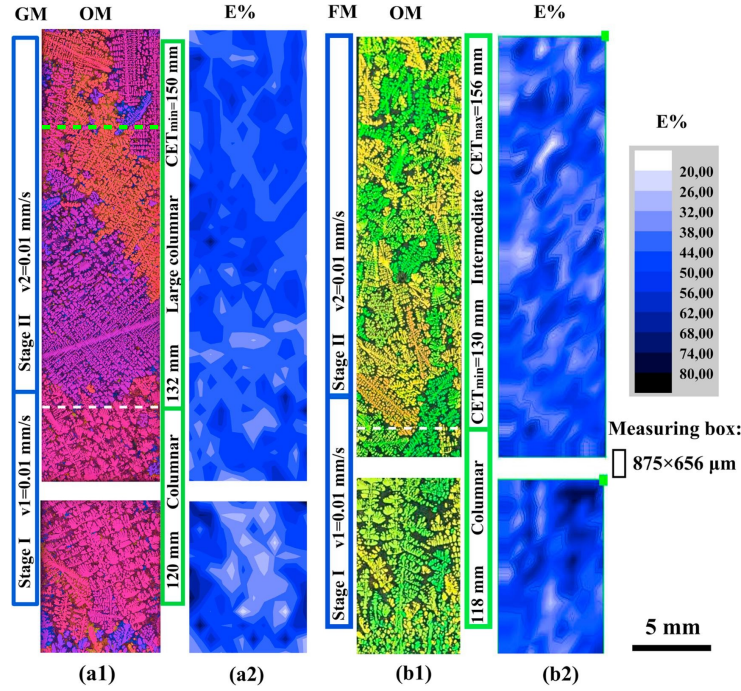 GM OM E% FM OM E%
Stage I v1=0.01 mm/s
Stage II v2=0.01 mm/s
120 mm Columnar
132 mm Large columnar CETmin=150 mm
Stage I v1=0.01 mm/s
Stage II v2=0.01 mm/s
118 mm Columnar
CETmin=130 mm Intermediate CETmax=156 mm
E%
20,00
26,00
32,00
38,00
44,00
50,00
56,00
62,00
68,00
74,00
80,00
Measuring box:
875×656 μm
5 mm
(a1) (a2) (b1) (b2)